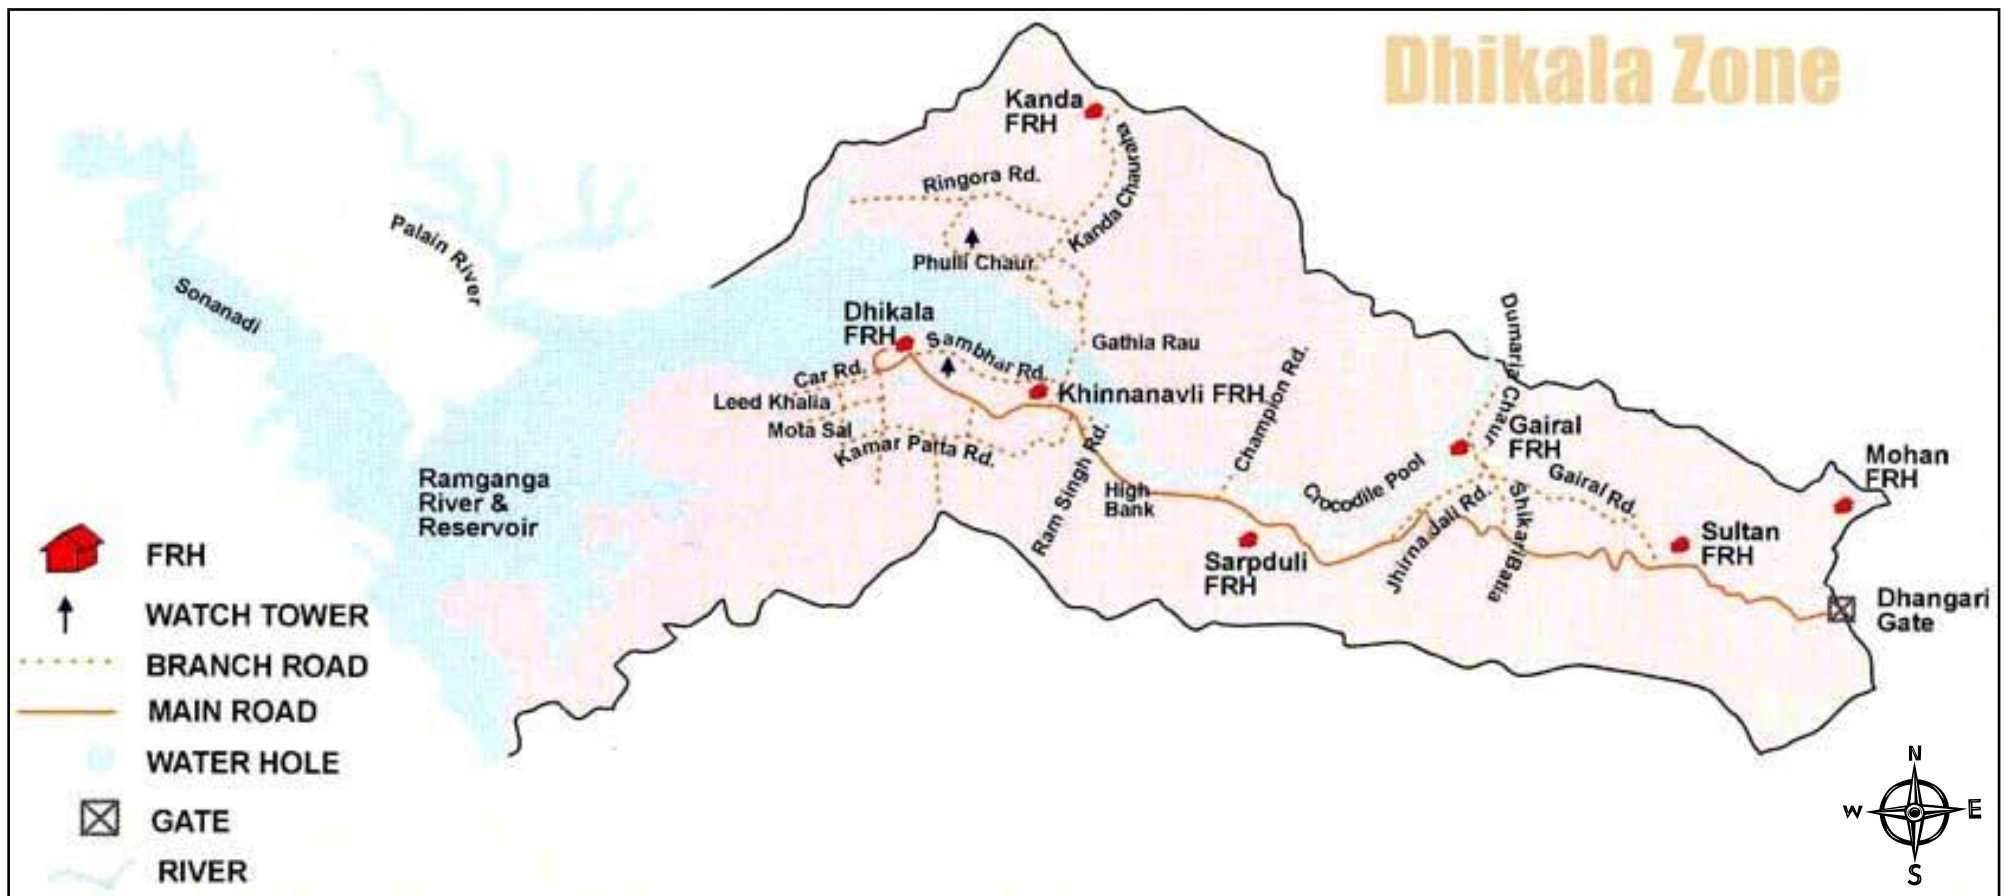 Dhikala Zone
Kanda
FRH
Kanda Chauraha
Ringora Rd.
Palain River
Phulli Chaur
Sonanadi
Dhikala
FRH
Sambhar Rd.
Gathia Rau
Dumaria Chaur
Car Rd.
Khinnanavli FRH
Champion Rd.
Leed Khalia
Mota Sal
Kamar Patta Rd.
Gairal
FRH
Mohan
FRH
Ramganga
River &
Reservoir
Ram Singh Rd.
High
Bank
Crocodile Pool
Gairal Rd.
Jhirna Jali Rd.
Shikari Batia
Sarpduli
FRH
Sultan
FRH
Dhangari
Gate
FRH
WATCH TOWER
BRANCH ROAD
MAIN ROAD
WATER HOLE
GATE
RIVER
N
W
E
S